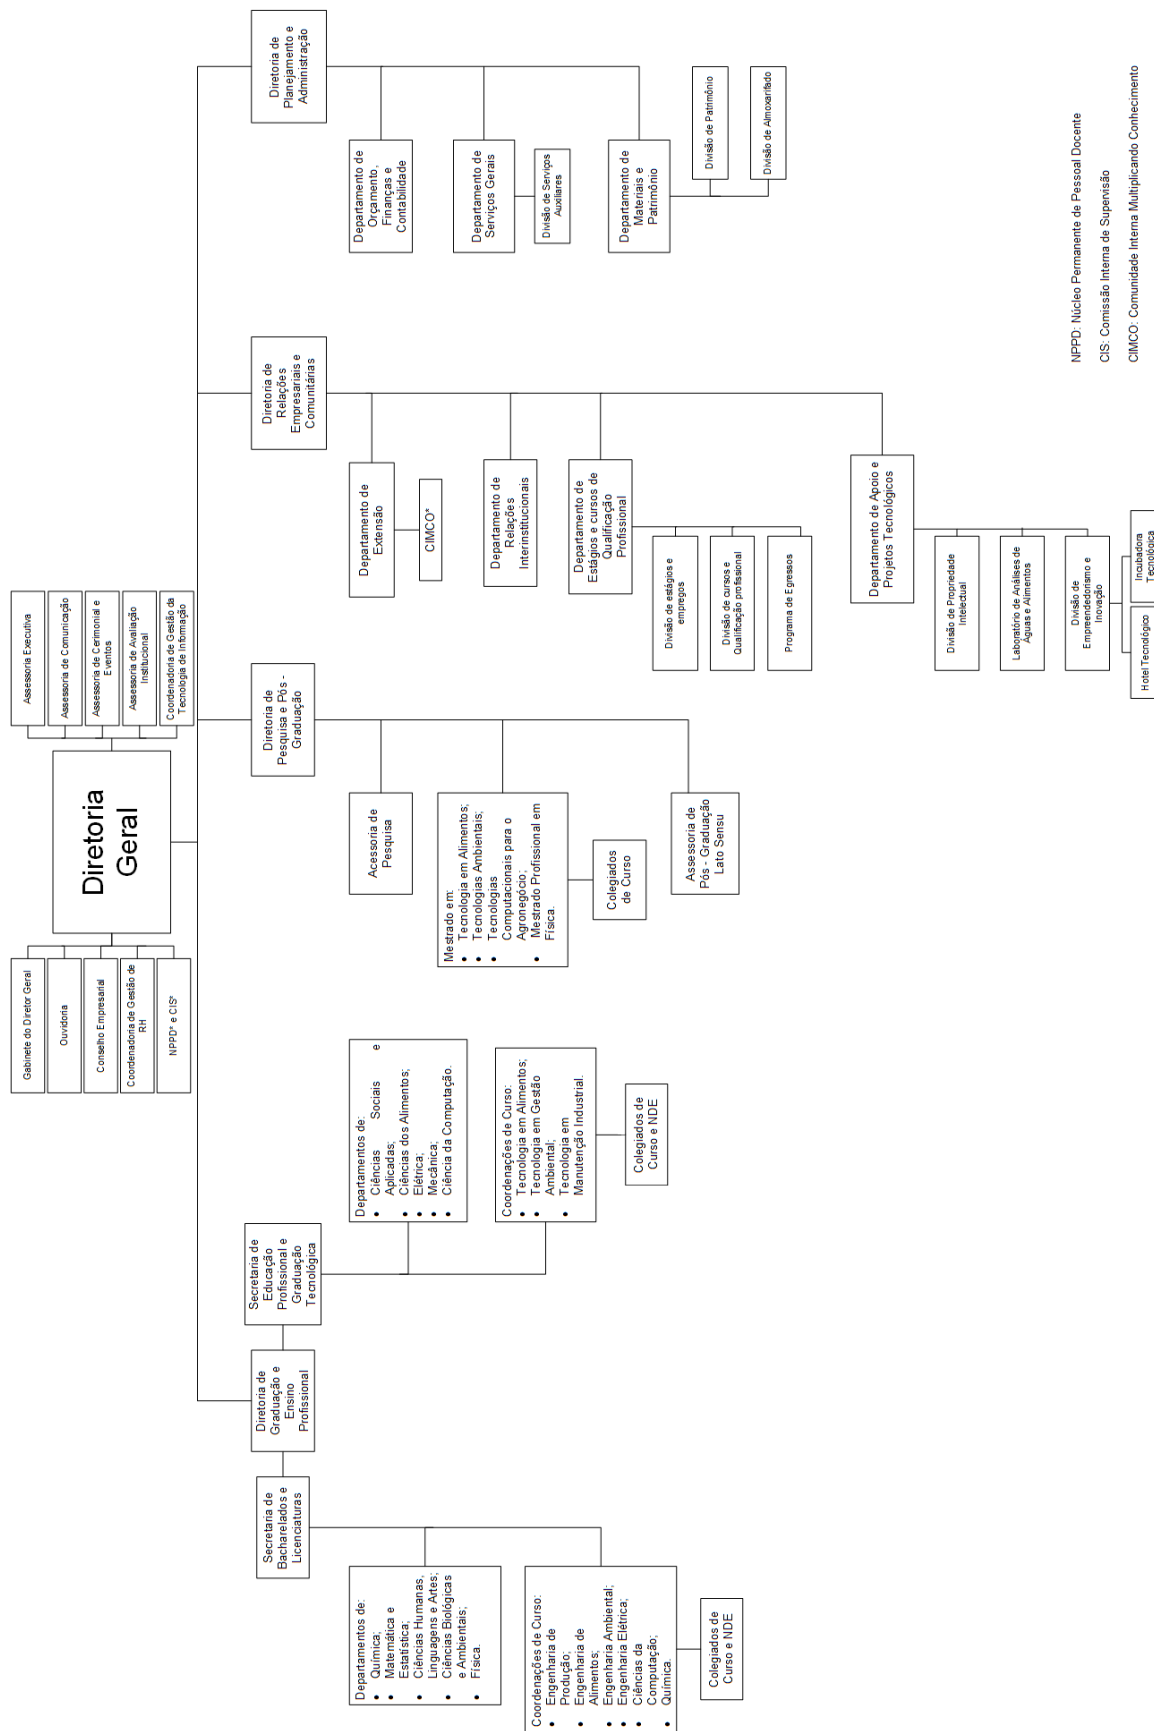 Diretoria
Geral
Gabinete do Diretor Geral
Ouvidoria
Conselho Empresarial
Coordenadoria de Gestão de
RH
NPPD* e CIS*
Assessoria Executiva
Assessoria de Comunicação
Assessoria de Cerimonial e
Eventos
Assessoria de Avaliação
Institucional
Coordenadoria de Gestão da
Tecnologia de Informação
Secretaria de
Bacharelados e
Licenciaturas
Diretoria de
Graduação e
Ensino
Profissional
Secretaria de
Educação
Profissional e
Graduação
Tecnológica
Diretoria de
Pesquisa e Pós -
Graduação
Diretoria de
Relações
Empresariais e
Comunitárias
Diretoria de
Planejamento e
Administração
Departamentos de:
• Química;
• Matemática e
Estatística;
• Ciências Humanas,
Linguagens e Artes;
• Ciências Biológicas
e Ambientais;
• Física.
Coordenações de Curso:
• Engenharia de
Produção;
• Engenharia de
Alimentos;
• Engenharia Ambiental;
• Engenharia Elétrica;
• Ciências da
Computação;
• Química.
Colegiados de
Curso e NDE
Departamentos de:
• Ciências Sociais e
Aplicadas;
• Ciências dos Alimentos;
• Elétrica;
• Mecânica;
• Ciência da Computação.
Coordenações de Curso:
• Tecnologia em Alimentos;
• Tecnologia em Gestão
Ambiental;
• Tecnologia em
Manutenção Industrial.
Colegiados de
Curso e NDE
Acessoria de
Pesquisa
Mestrado em:
• Tecnologia em Alimentos;
• Tecnologias Ambientais;
• Tecnologias
Computacionais para o
Agronegócio;
• Mestrado Profissional em
Física.
Colegiados
de Curso
Assessoria de
Pós - Graduação
Lato Sensu
Departamento de
Extensão
CIMCO*
Departamento de
Relações
Interinstitucionais
Departamento de
Estágios e cursos de
Qualificação
Profissional
Divisão de estágios e
empregos
Divisão de cursos e
Qualificação profissional
Programa de Egressos
Departamento de Apoio e
Projetos Tecnológicos
Divisão de Propriedade
Intelectual
Laboratório de Análises de
Águas e Alimentos
Divisão de
Empreendedorismo e
Inovação
Hotel Tecnológico
Incubadora
Tecnológica
Departamento de
Orçamento,
Finanças e
Contabilidade
Departamento de
Serviços Gerais
Divisão de Serviços
Auxiliares
Departamento de
Materiais e
Patrimônio
Divisão de Patrimônio
Divisão de Almoxarifado
NPPD: Núcleo Permanente de Pessoal Docente
CIS: Comissão Interna de Supervisão
CIMCO: Comunidade Interna Multiplicando Conhecimento